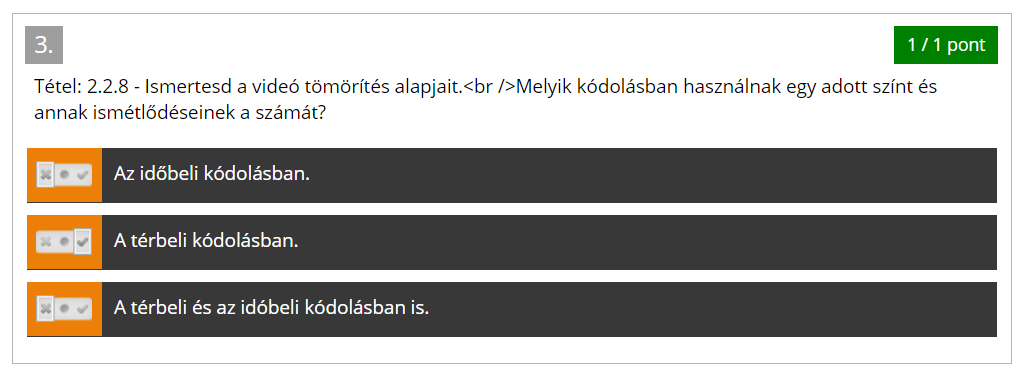 3.
1 / 1 pont
Tétel: 2.2.8 - Ismertesd a videó tömörítés alapjait.<br />Melyik kódolásban használnak egy adott színt és
annak ismétlődéseinek a számát?
Az időbeli kódolásban.
A térbeli kódolásban.
A térbeli és az idóbeli kódolásban is.